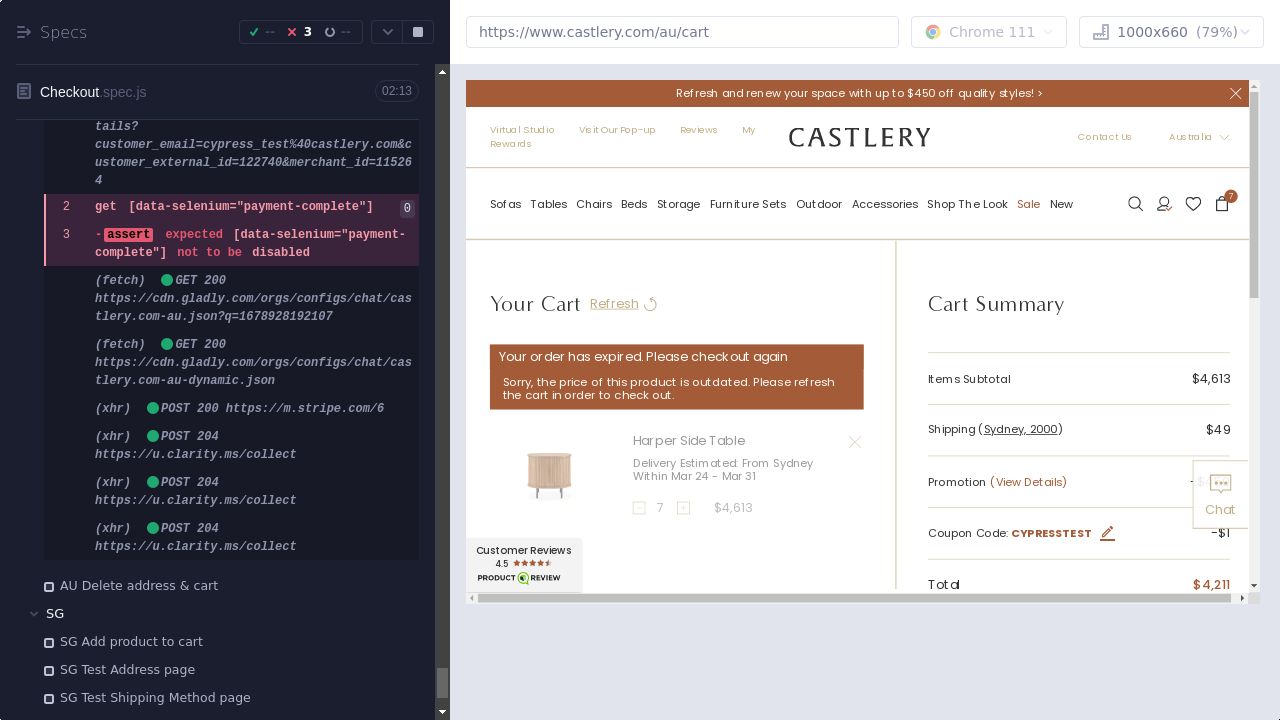 Specs
--
3
--
https://www.castlery.com/au/cart
Chrome 111
1000x660 (79%)
Checkout.spec.js
02:13
tails?
customer_email=cypress_test%40castlery.com&c
ustomer_external_id=122740&merchant_id=11526
4
2 get [data-selenium="payment-complete"] 0
3 -assert expected [data-selenium="payment-
complete"] not to be disabled
(fetch) GET 200
https://cdn.gladly.com/orgs/configs/chat/cas
tlery.com-au.json?q=1678928192107
(fetch) GET 200
https://cdn.gladly.com/orgs/configs/chat/cas
tlery.com-au-dynamic.json
(xhr) POST 200 https://m.stripe.com/6
(xhr) POST 204
https://u.clarity.ms/collect
(xhr) POST 204
https://u.clarity.ms/collect
(xhr) POST 204
https://u.clarity.ms/collect
AU Delete address & cart
SG
SG Add product to cart
SG Test Address page
SG Test Shipping Method page
Refresh and renew your space with up to $450 off quality styles! >
Virtual Studio Visit Our Pop-up Reviews My
Rewards
CASTLERY
Contact Us Australia
Sofas Tables Chairs Beds Storage Furniture Sets Outdoor Accessories Shop The Look Sale New
7
Your Cart Refresh
Your order has expired. Please check out again
Sorry, the price of this product is outdated. Please refresh
the cart in order to check out.
Harper Side Table
Delivery Estimated: From Sydney
Within Mar 24 - Mar 31
- 7 + $4,613
Customer Reviews
4.5
PRODUCT REVIEW
Cart Summary
Items Subtotal $4,613
Shipping (Sydney, 2000) $49
Promotion (View Details)
Chat
Coupon Code: CYPRESSTEST -$1
Total $4,211